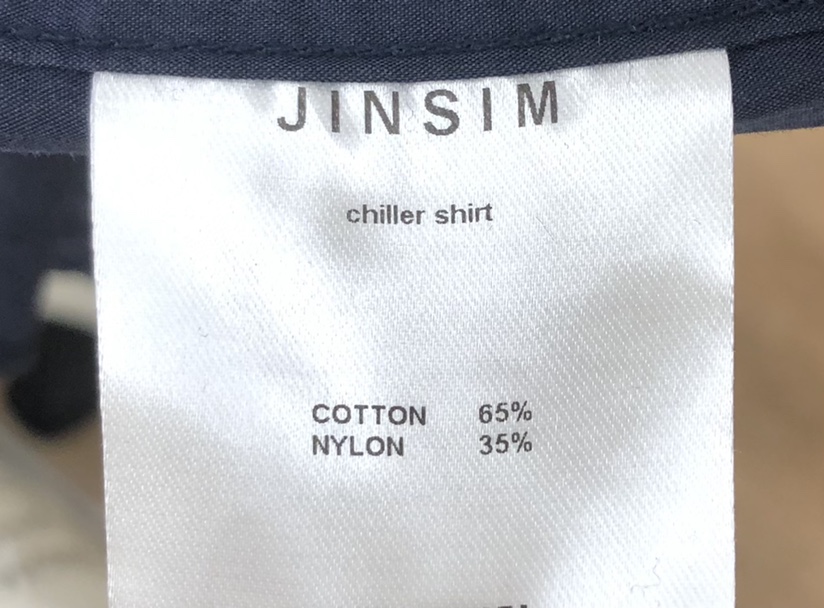 JINSIM
chiller shirt
COTTON 65%
NYLON 35%